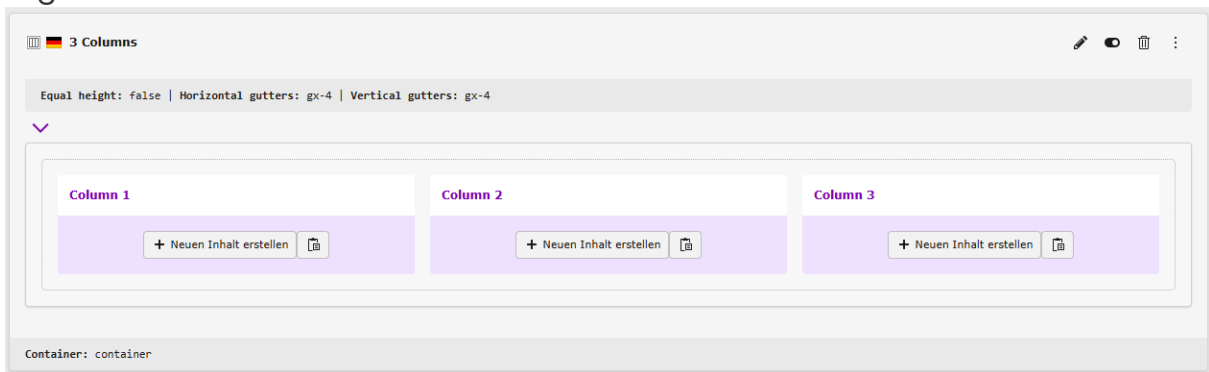 3 Columns
Equal height: false | Horizontal gutters: gx-4 | Vertical gutters: gx-4
Column 1
Column 2
Column 3
+ Neuen Inhalt erstellen
+ Neuen Inhalt erstellen
+ Neuen Inhalt erstellen
Container: container